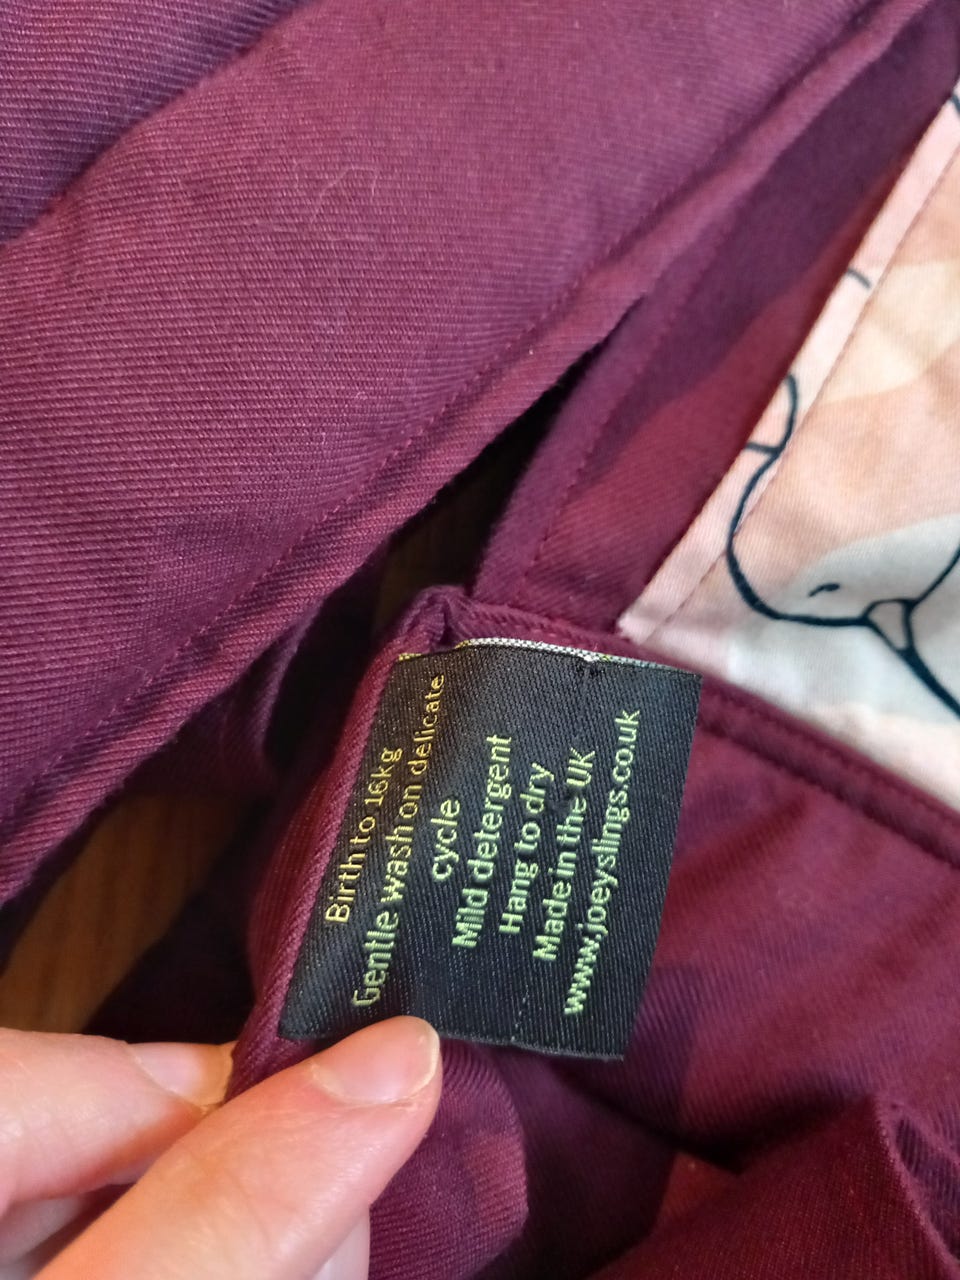 Birth to 16kg
Gentle wash on delicate
cycle
Mild detergent
Hang to dry
Made in the UK
www.joeyslings.co.uk